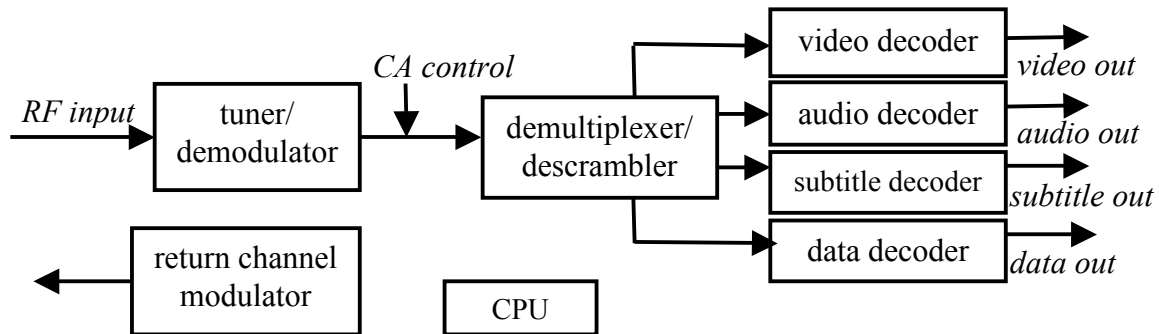 RF input
tuner/
demodulator
CA control
demultiplexer/
descrambler
video decoder
video out
audio decoder
audio out
subtitle decoder
subtitle out
data decoder
data out
return channel
modulator
CPU